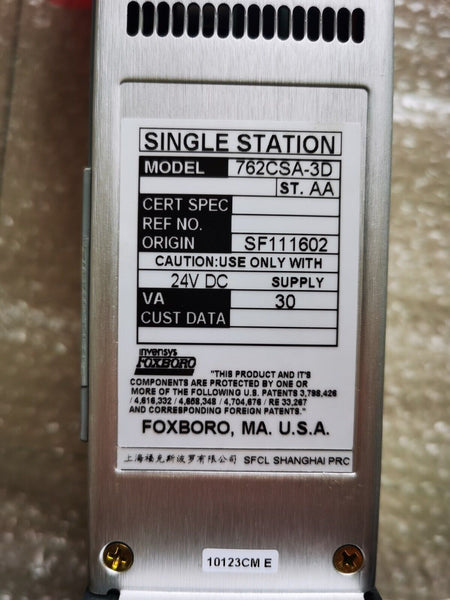 SINGLE STATION
MODEL 762CSA-3D
ST. AA
CERT SPEC
REF NO.
ORIGIN SF111602
CAUTION:USE ONLY WITH
24V DC SUPPLY
VA 30
CUST DATA
invensys
FOXBORO
"THIS PRODUCT AND IT'S
COMPONENTS ARE PROTECTED BY ONE OR
MORE OF THE FOLLOWING U.S. PATENTS 3,798,426
/ 4,616,332 / 4,658,348 / 4,704,676 / RE 33,267
AND CORRESPONDING FOREIGN PATENTS."
FOXBORO, MA. U.S.A.
上海福克斯波罗有限公司 SFCL SHANGHAI PRC
10123CM E